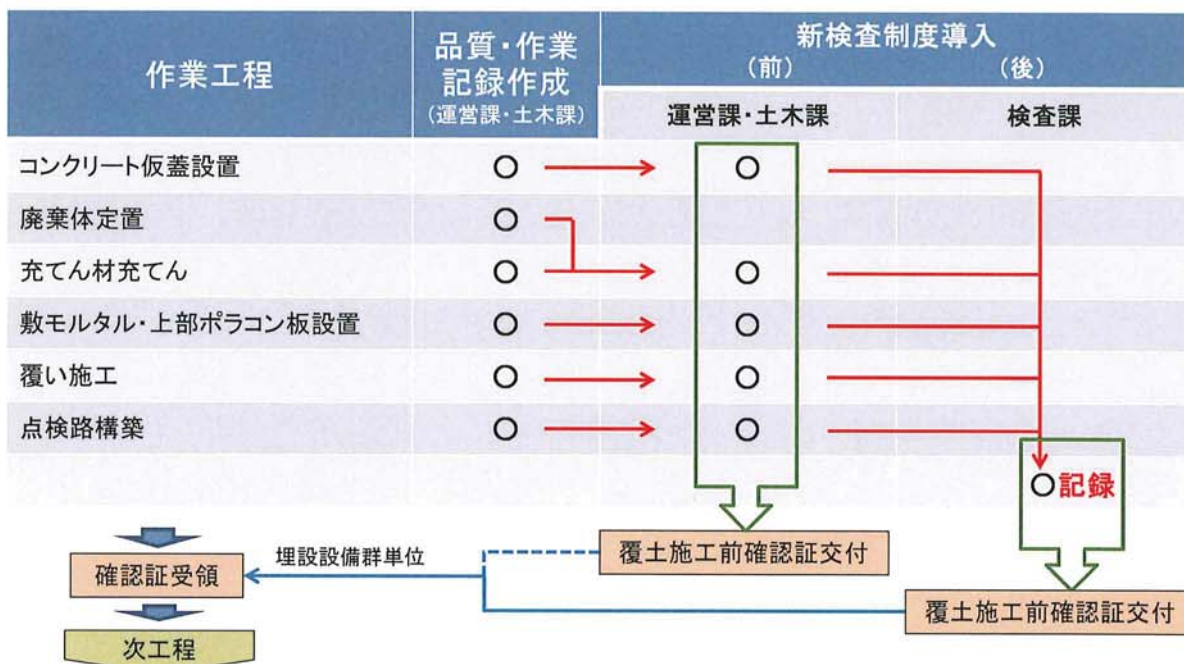 作業工程
品質・作業
記録作成
(運営課・土木課)
新検査制度導入
(前) (後)
運営課・土木課 検査課
コンクリート仮蓋設置
廃棄体定置
充てん材充てん
敷モルタル・上部ポラコン板設置
覆い施工
点検路構築
記録
覆土施工前確認証交付
埋設設備群単位
確認証受領
覆土施工前確認証交付
次工程